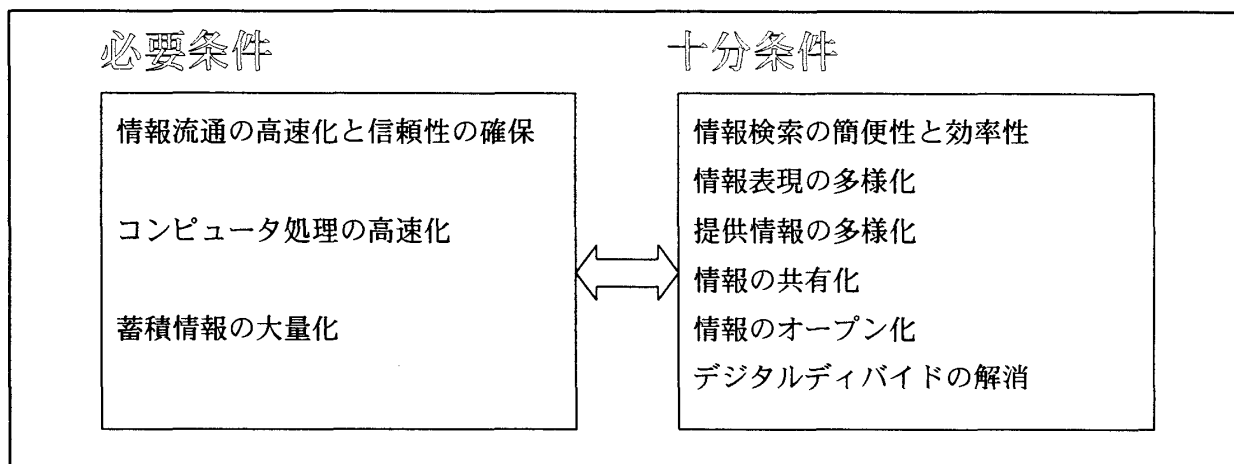 必要条件
情報流通の高速化と信頼性の確保
コンピュータ処理の高速化
蓄積情報の大量化
十分条件
情報検索の簡便性と効率性
情報表現の多様化
提供情報の多様化
情報の共有化
情報のオープン化
デジタルディバイドの解消